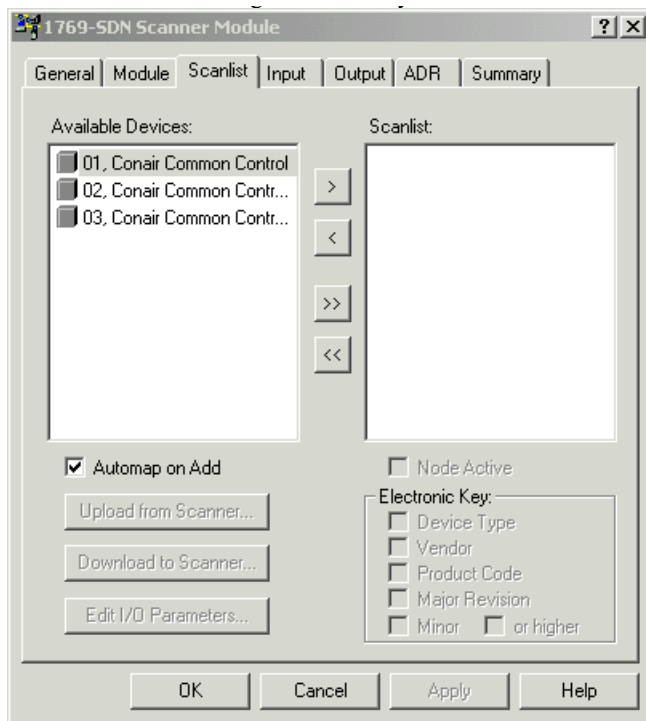 1769-SDN Scanner Module
General Module Scanlist Input Output ADR Summary
Available Devices: Scanlist:
01, Conair Common Control
02, Conair Common Contr...
03, Conair Common Contr...
>
<
>>
<<
Automap on Add
Node Active
Upload from Scanner...
Electronic Key:
Device Type
Vendor
Download to Scanner...
Product Code
Major Revision
Edit I/O Parameters...
Minor or higher
OK Cancel Apply Help